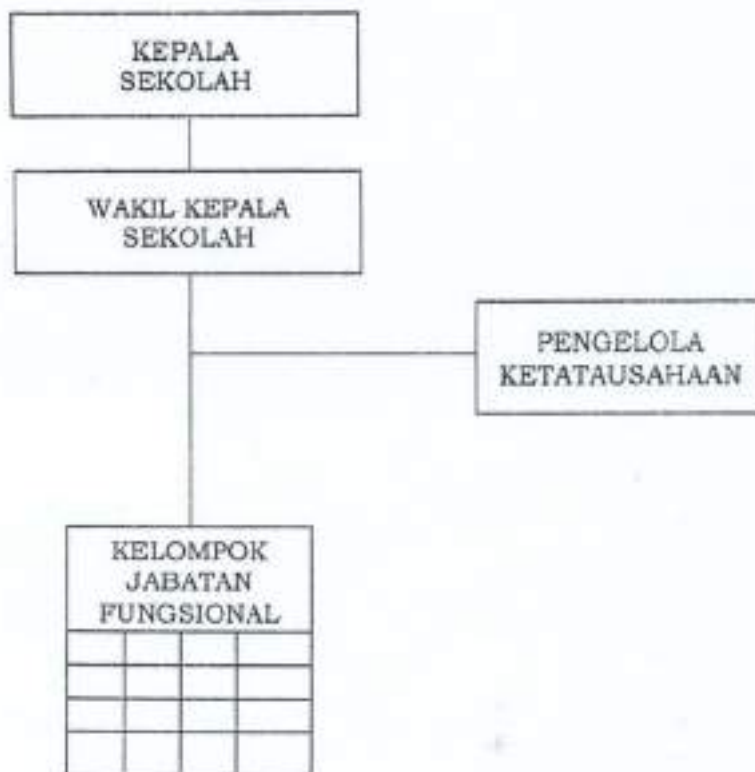 KEPALA
SEKOLAH
WAKIL KEPALA
SEKOLAH
PENGELOLA
KETATAUSAHAAN
KELOMPOK
JABATAN
FUNGSIONAL